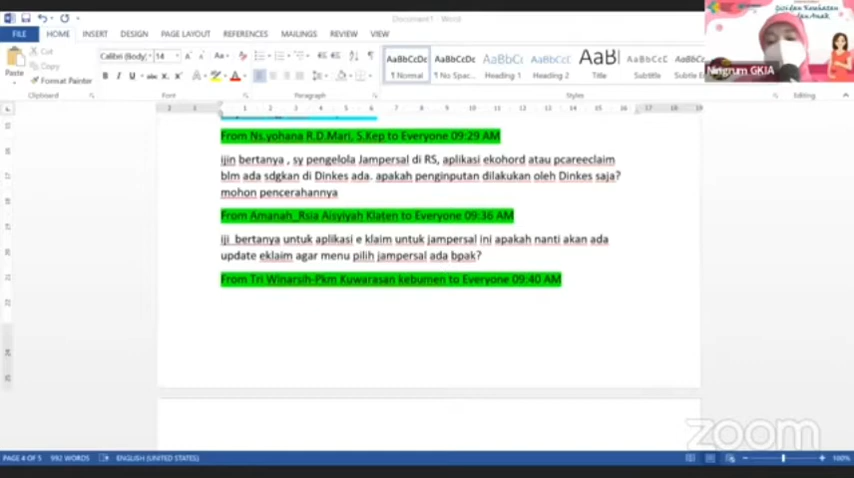 Document1 - Word
FILE HOME INSERT DESIGN PAGE LAYOUT REFERENCES MAILINGS REVIEW VIEW
Cut
Copy
Format Painter
Paste
Calibri (Body) 14
AaBbCcDc AaBbCcDc AaBbCc AaBbCc AaBl AaBbCcC
¶ Normal ¶ No Spac... Heading 1 Heading 2 Title Subtitle
Clipboard Font Paragraph Styles Editing
Ningrum GKIA
From Ns.yohana R.D.Mari, S.Kep to Everyone 09:29 AM
ijin bertanya , sy pengelola Jampersal di RS, aplikasi ekohord atau pcareeclaim
blm ada sdgkan di Dinkes ada. apakah penginputan dilakukan oleh Dinkes saja?
mohon pencerahannya
From Amanah_Rsia Aisyiyah Klaten to Everyone 09:36 AM
iji bertanya untuk aplikasi e klaim untuk jampersal ini apakah nanti akan ada
update eklaim agar menu pilih jampersal ada bpak?
From Tri Winarsih-Pkm Kuwarasan kebumen to Everyone 09:40 AM
zoom
PAGE 4 OF 5 992 WORDS ENGLISH (UNITED STATES) 100%